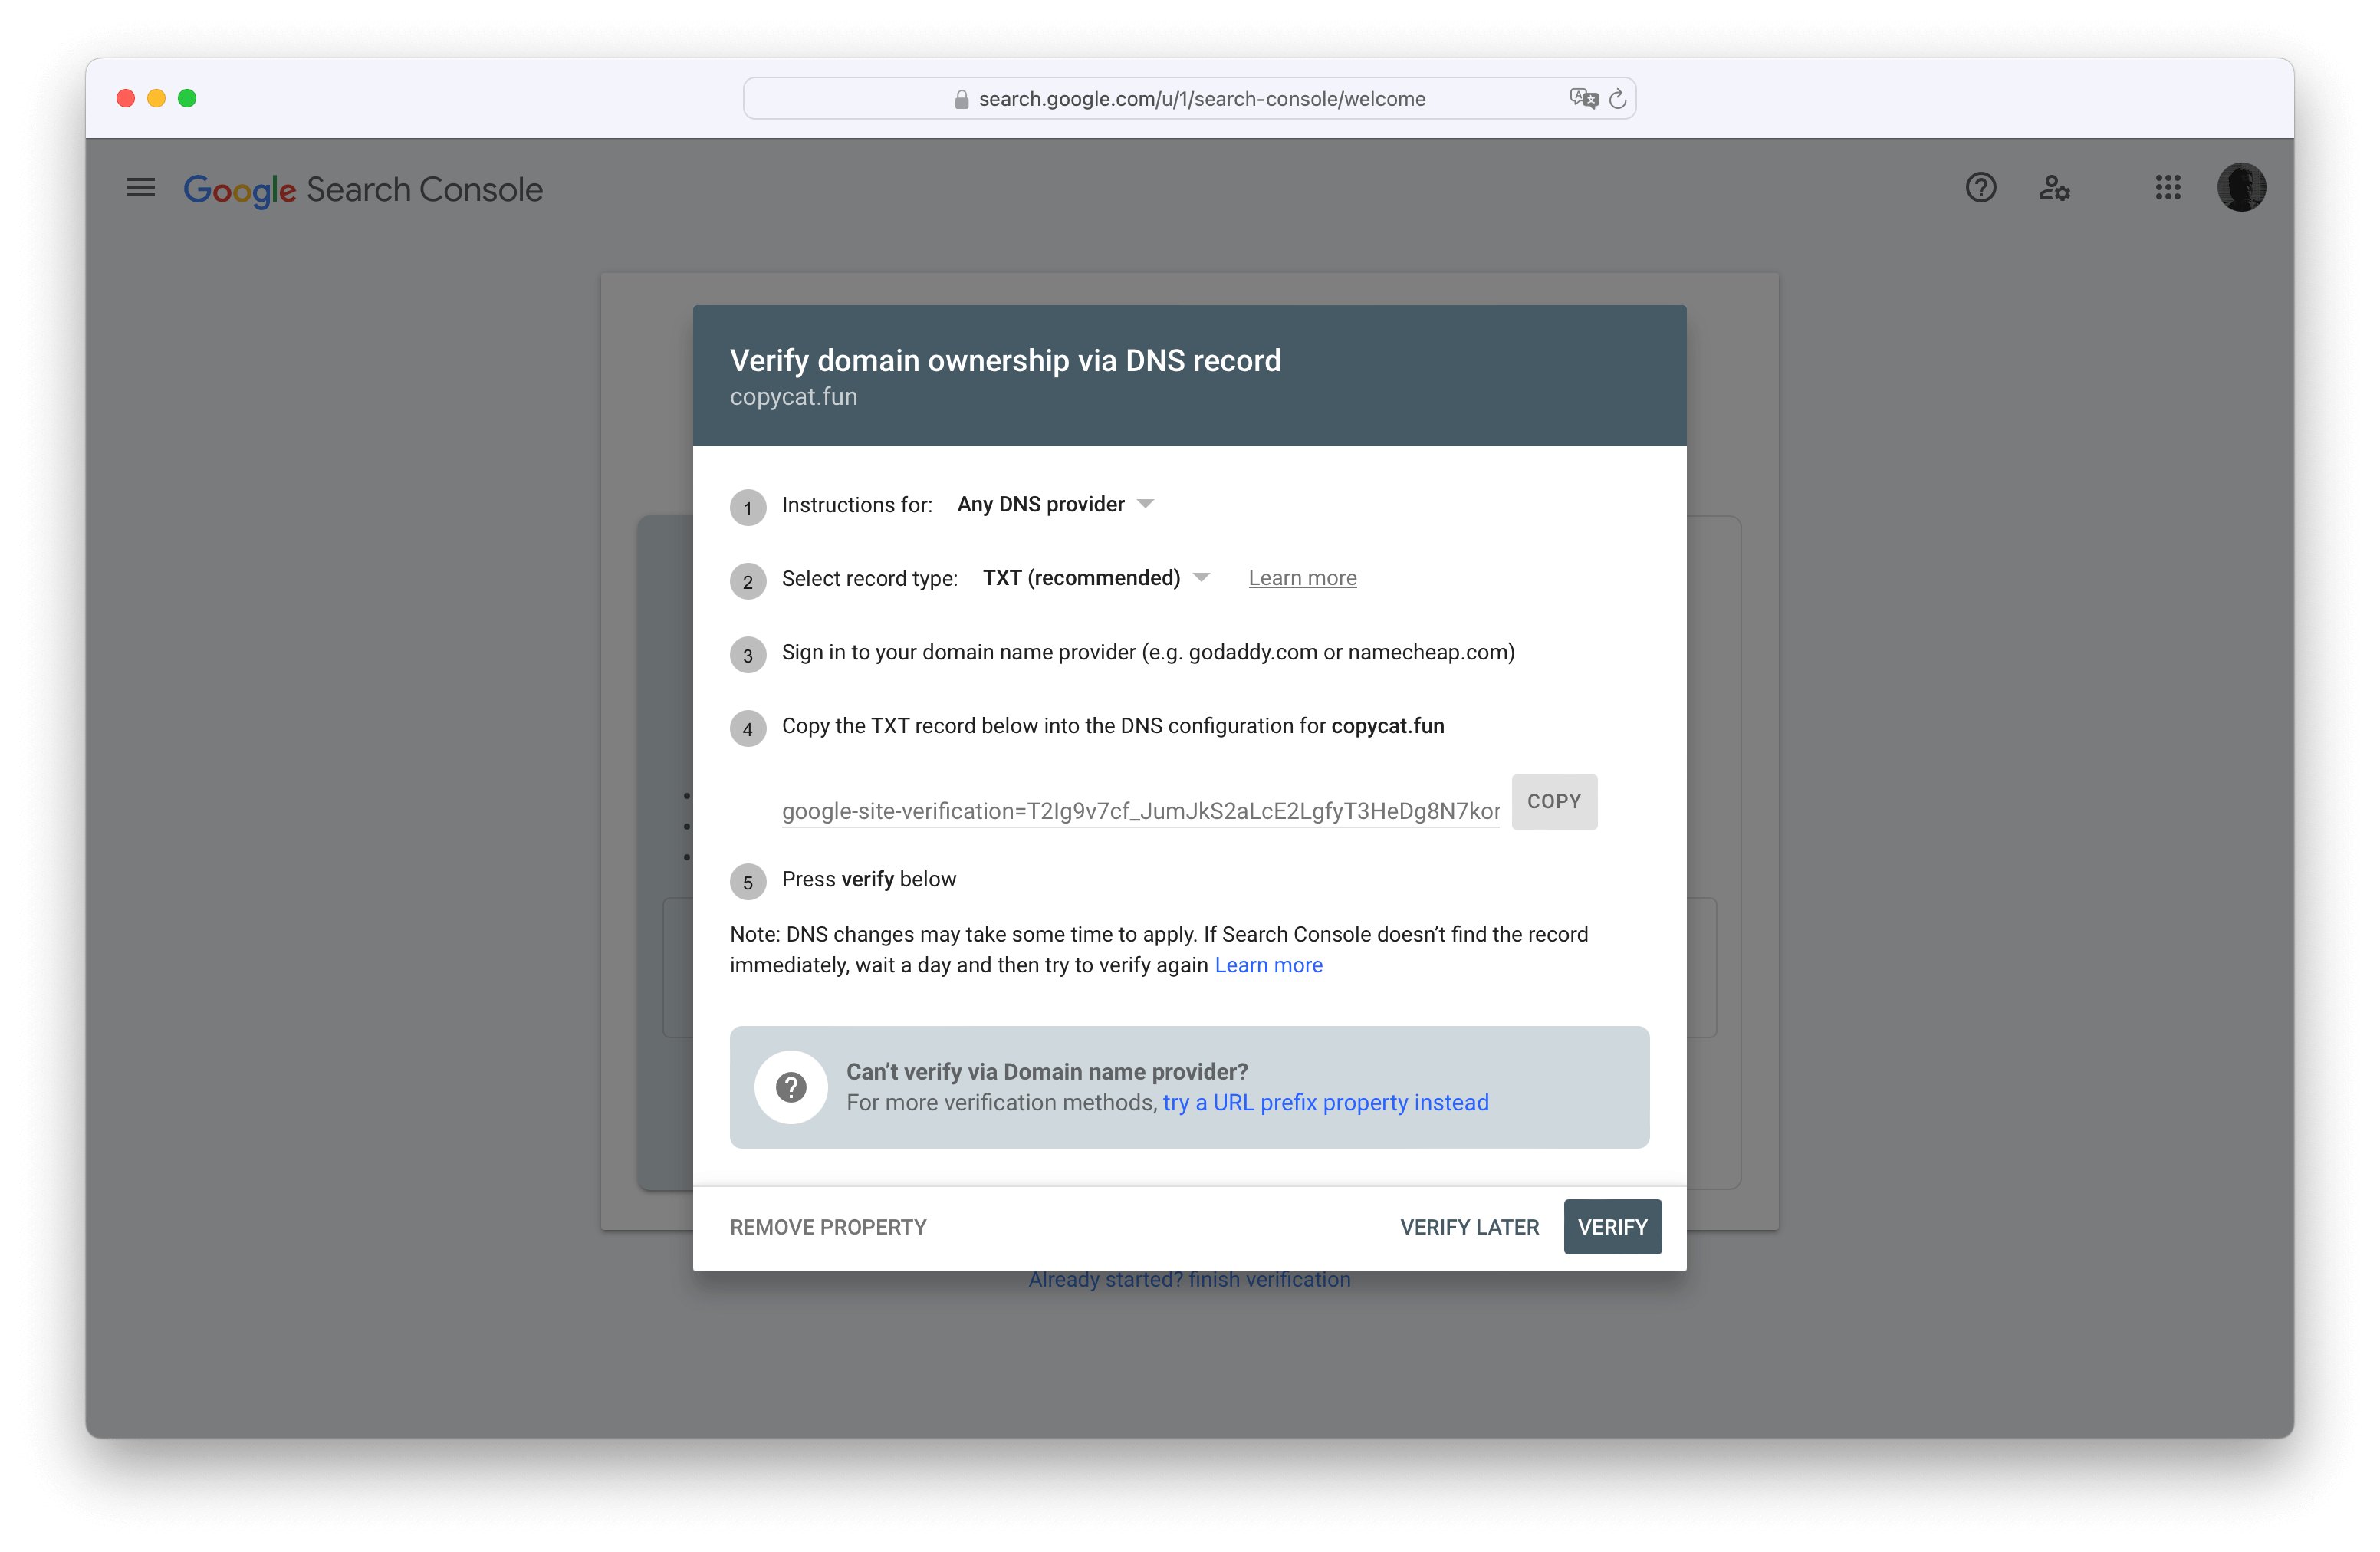 search.google.com/u/1/search-console/welcome
Google Search Console
Verify domain ownership via DNS record
copycat.fun
1 Instructions for: Any DNS provider
2 Select record type: TXT (recommended) Learn more
3 Sign in to your domain name provider (e.g. godaddy.com or namecheap.com)
4 Copy the TXT record below into the DNS configuration for copycat.fun
google-site-verification=T2Ig9v7cf_JumJkS2aLcE2LgfyT3HeDg8N7kor
COPY
5 Press verify below
Note: DNS changes may take some time to apply. If Search Console doesn’t find the record
immediately, wait a day and then try to verify again Learn more
Can’t verify via Domain name provider?
For more verification methods, try a URL prefix property instead
REMOVE PROPERTY VERIFY LATER VERIFY
Already started? finish verification